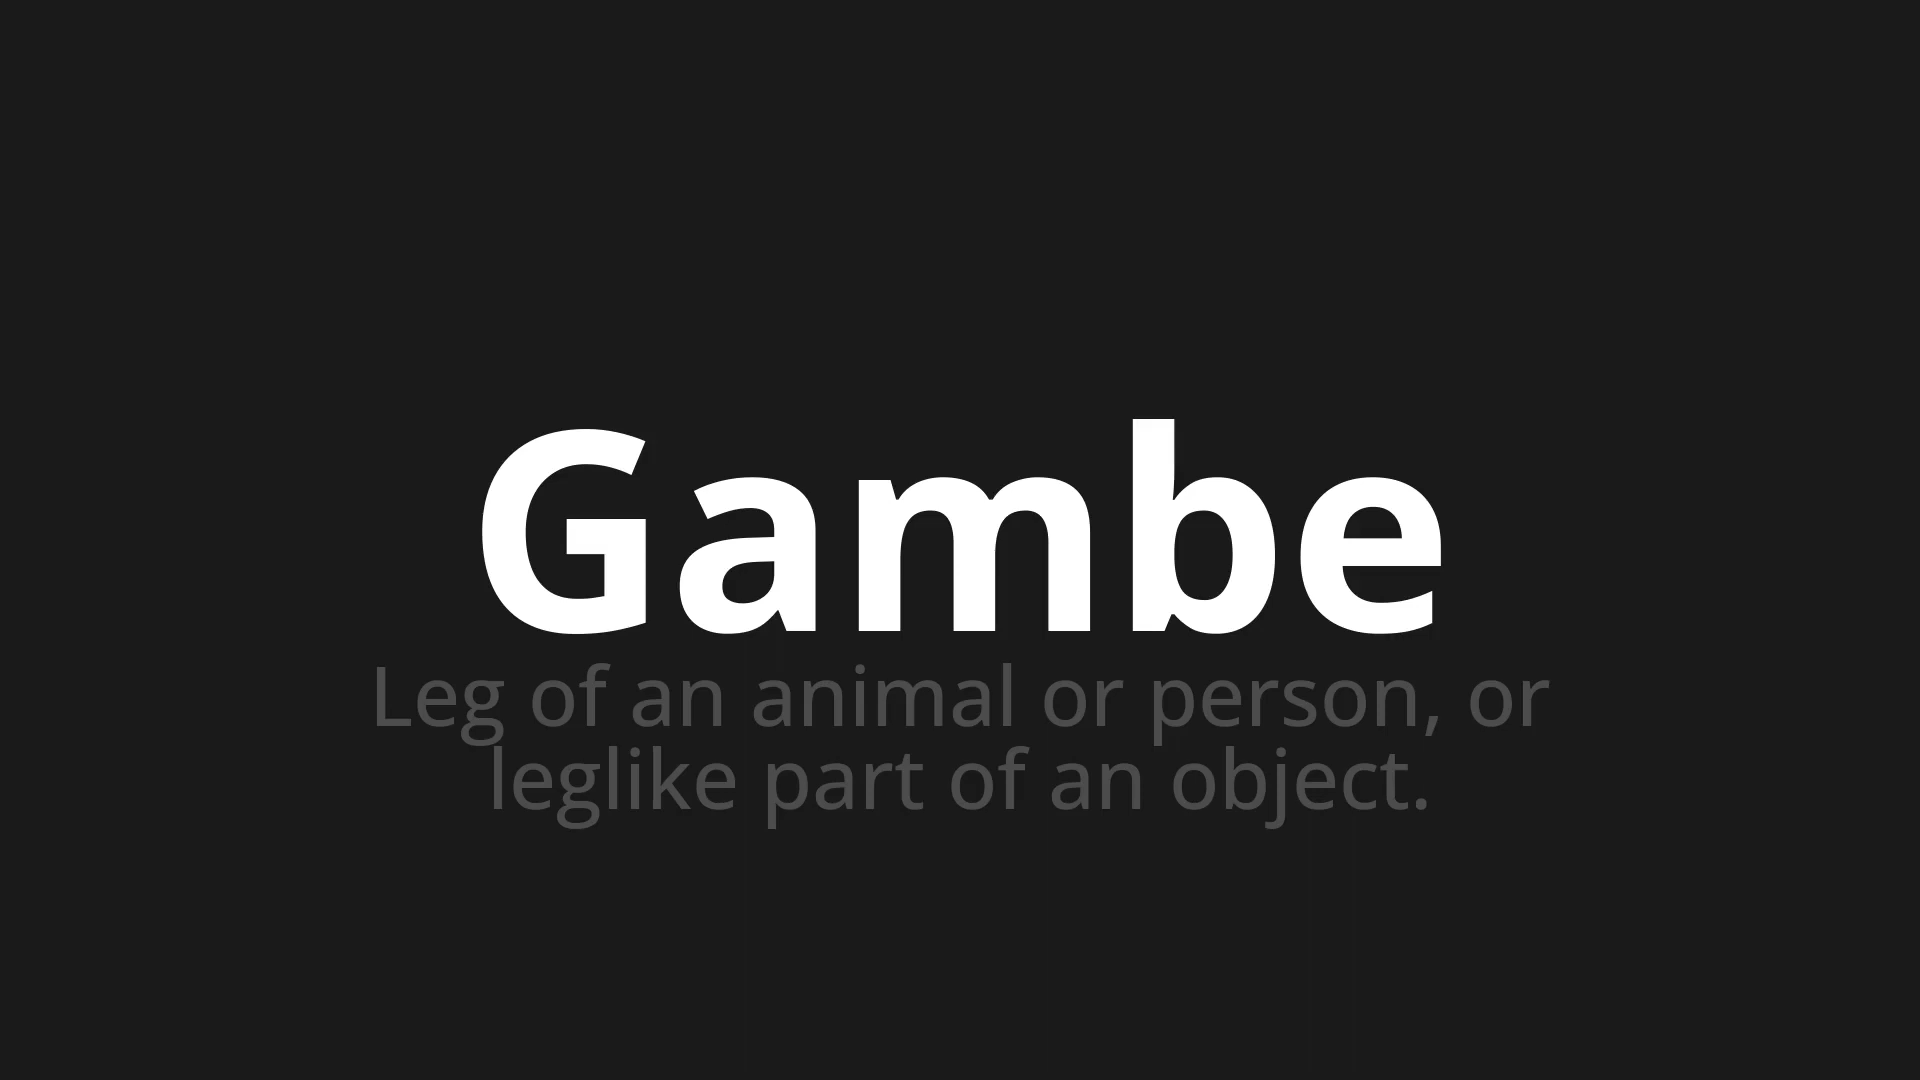 Gambe
Leg of an animal or person, or
leglike part of an object.